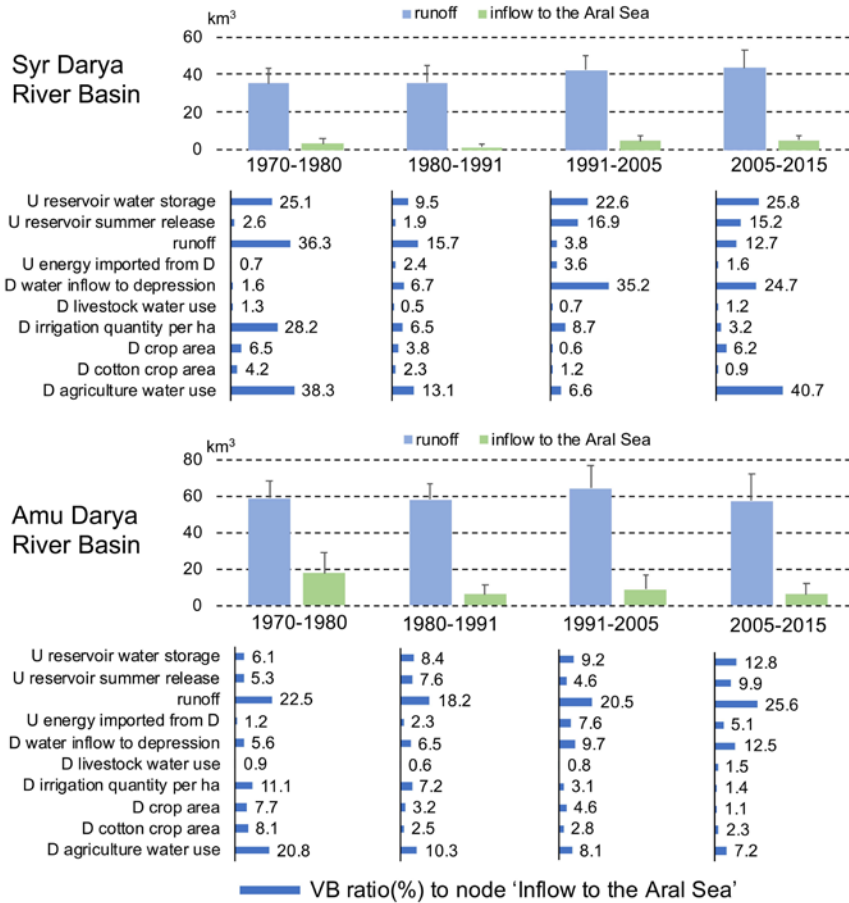 km³
runoff inflow to the Aral Sea
Syr Darya
River Basin
60
40
20
0
1970-1980 1980-1991 1991-2005 2005-2015
U reservoir water storage 25.1 9.5 22.6 25.8
U reservoir summer release 2.6 1.9 16.9 15.2
runoff 36.3 15.7 3.8 12.7
U energy imported from D 0.7 2.4 3.6 1.6
D water inflow to depression 1.6 6.7 35.2 24.7
D livestock water use 1.3 0.5 0.7 1.2
D irrigation quantity per ha 28.2 6.5 8.7 3.2
D crop area 6.5 3.8 0.6 6.2
D cotton crop area 4.2 2.3 1.2 0.9
D agriculture water use 38.3 13.1 6.6 40.7
km³
runoff inflow to the Aral Sea
Amu Darya
River Basin
80
60
40
20
0
1970-1980 1980-1991 1991-2005 2005-2015
U reservoir water storage 6.1 8.4 9.2 12.8
U reservoir summer release 5.3 7.6 4.6 9.9
runoff 22.5 18.2 20.5 25.6
U energy imported from D 1.2 2.3 7.6 5.1
D water inflow to depression 5.6 6.5 9.7 12.5
D livestock water use 0.9 0.6 0.8 1.5
D irrigation quantity per ha 11.1 7.2 3.1 1.4
D crop area 7.7 3.2 4.6 1.1
D cotton crop area 8.1 2.5 2.8 2.3
D agriculture water use 20.8 10.3 8.1 7.2
VB ratio(%) to node ‘Inflow to the Aral Sea’